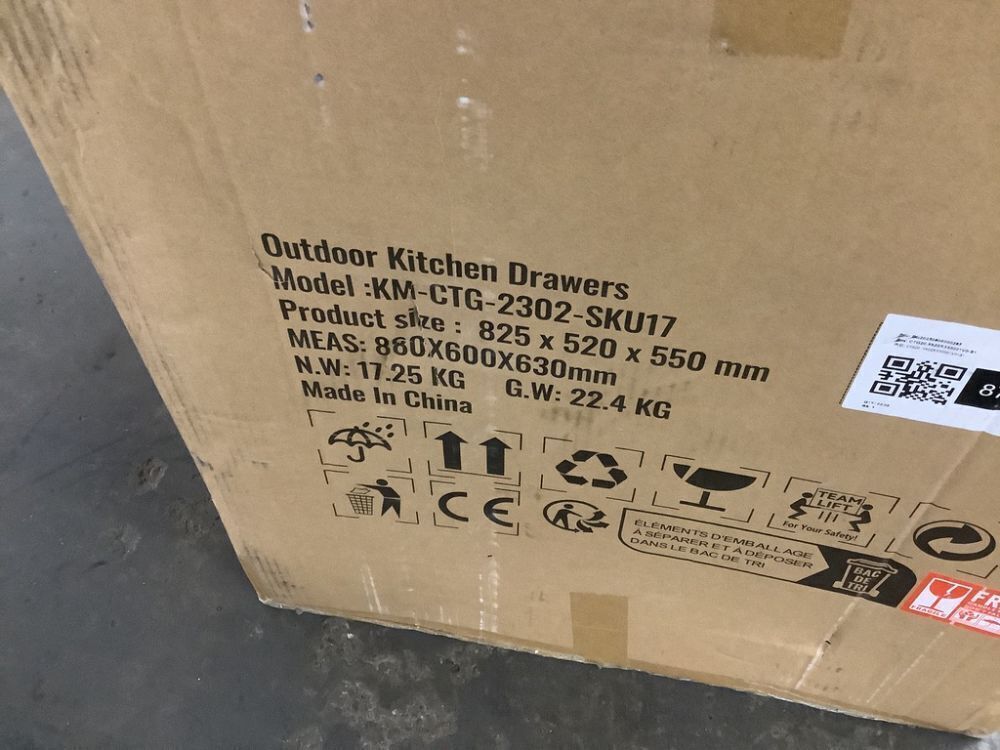 Outdoor Kitchen Drawers
Model :KM-CTG-2302-SKU17
Product size : 825 x 520 x 550 mm
MEAS: 860X600X630mm
N.W: 17.25 KG G.W: 22.4 KG
Made In China
TEAM
LIFT
For Your Safety!
CE
ÉLÉMENTS D'EMBALLAGE
À SÉPARER ET À DÉPOSER
DANS LE BAC DE TRI
BAC
DE
TRI
FRAGILE